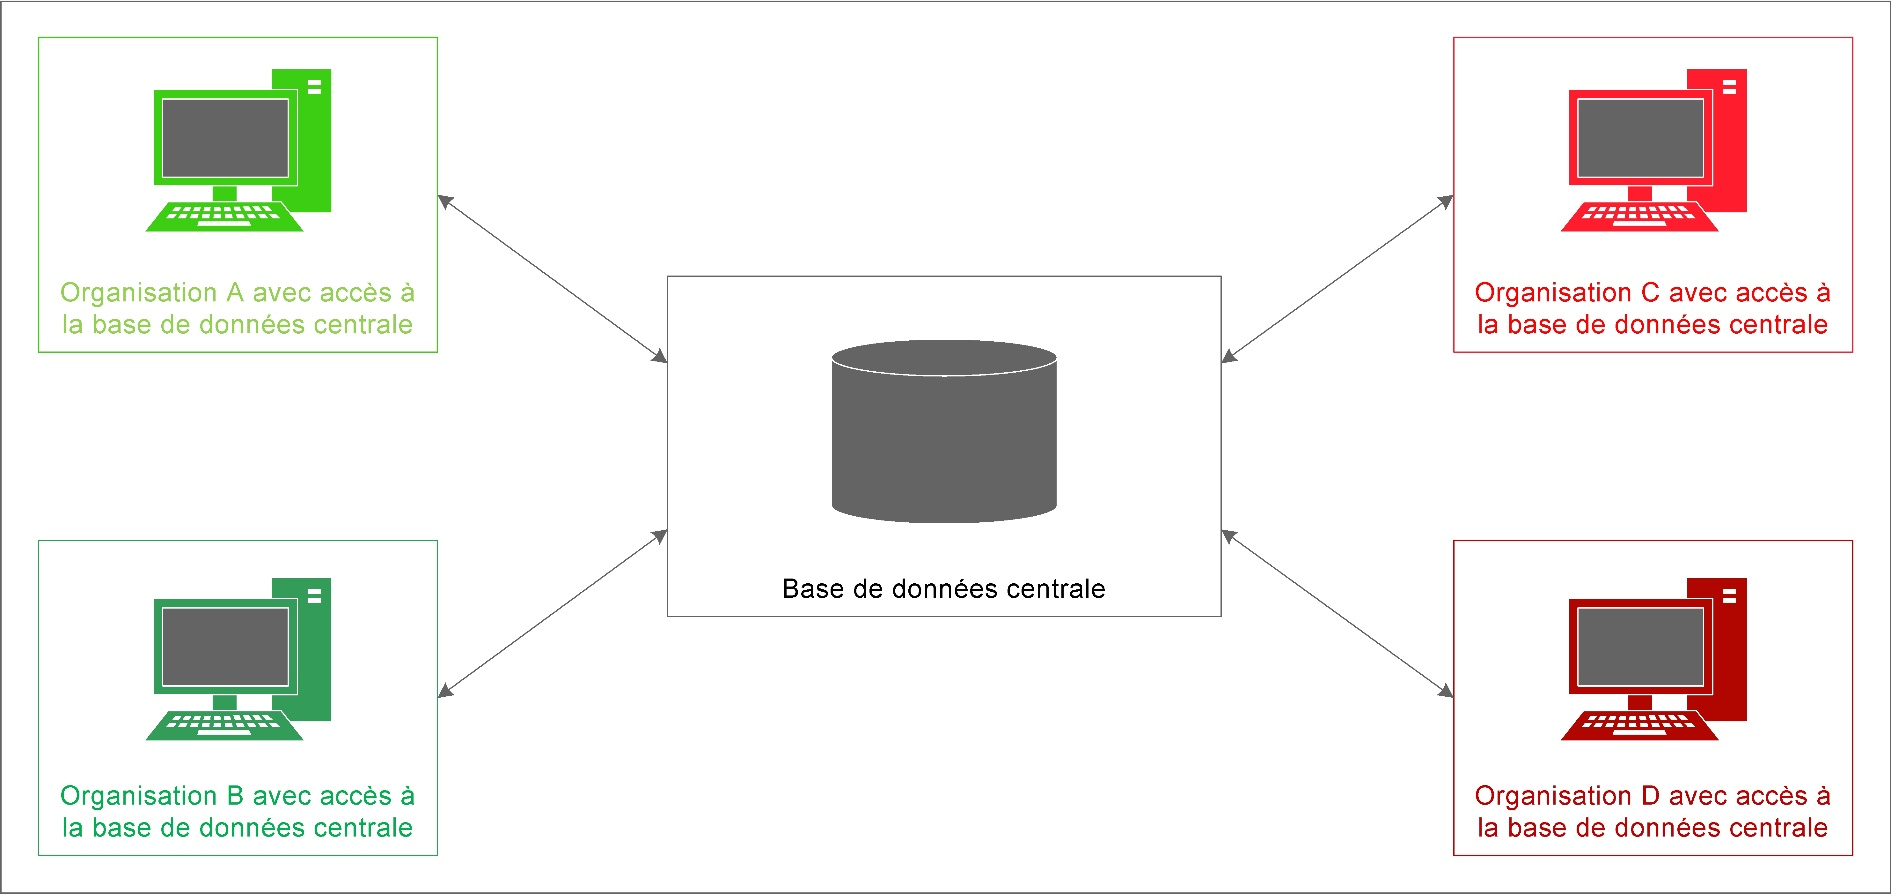 Organisation A avec accès à
la base de données centrale
Organisation C avec accès à
la base de données centrale
Base de données centrale
Organisation B avec accès à
la base de données centrale
Organisation D avec accès à
la base de données centrale